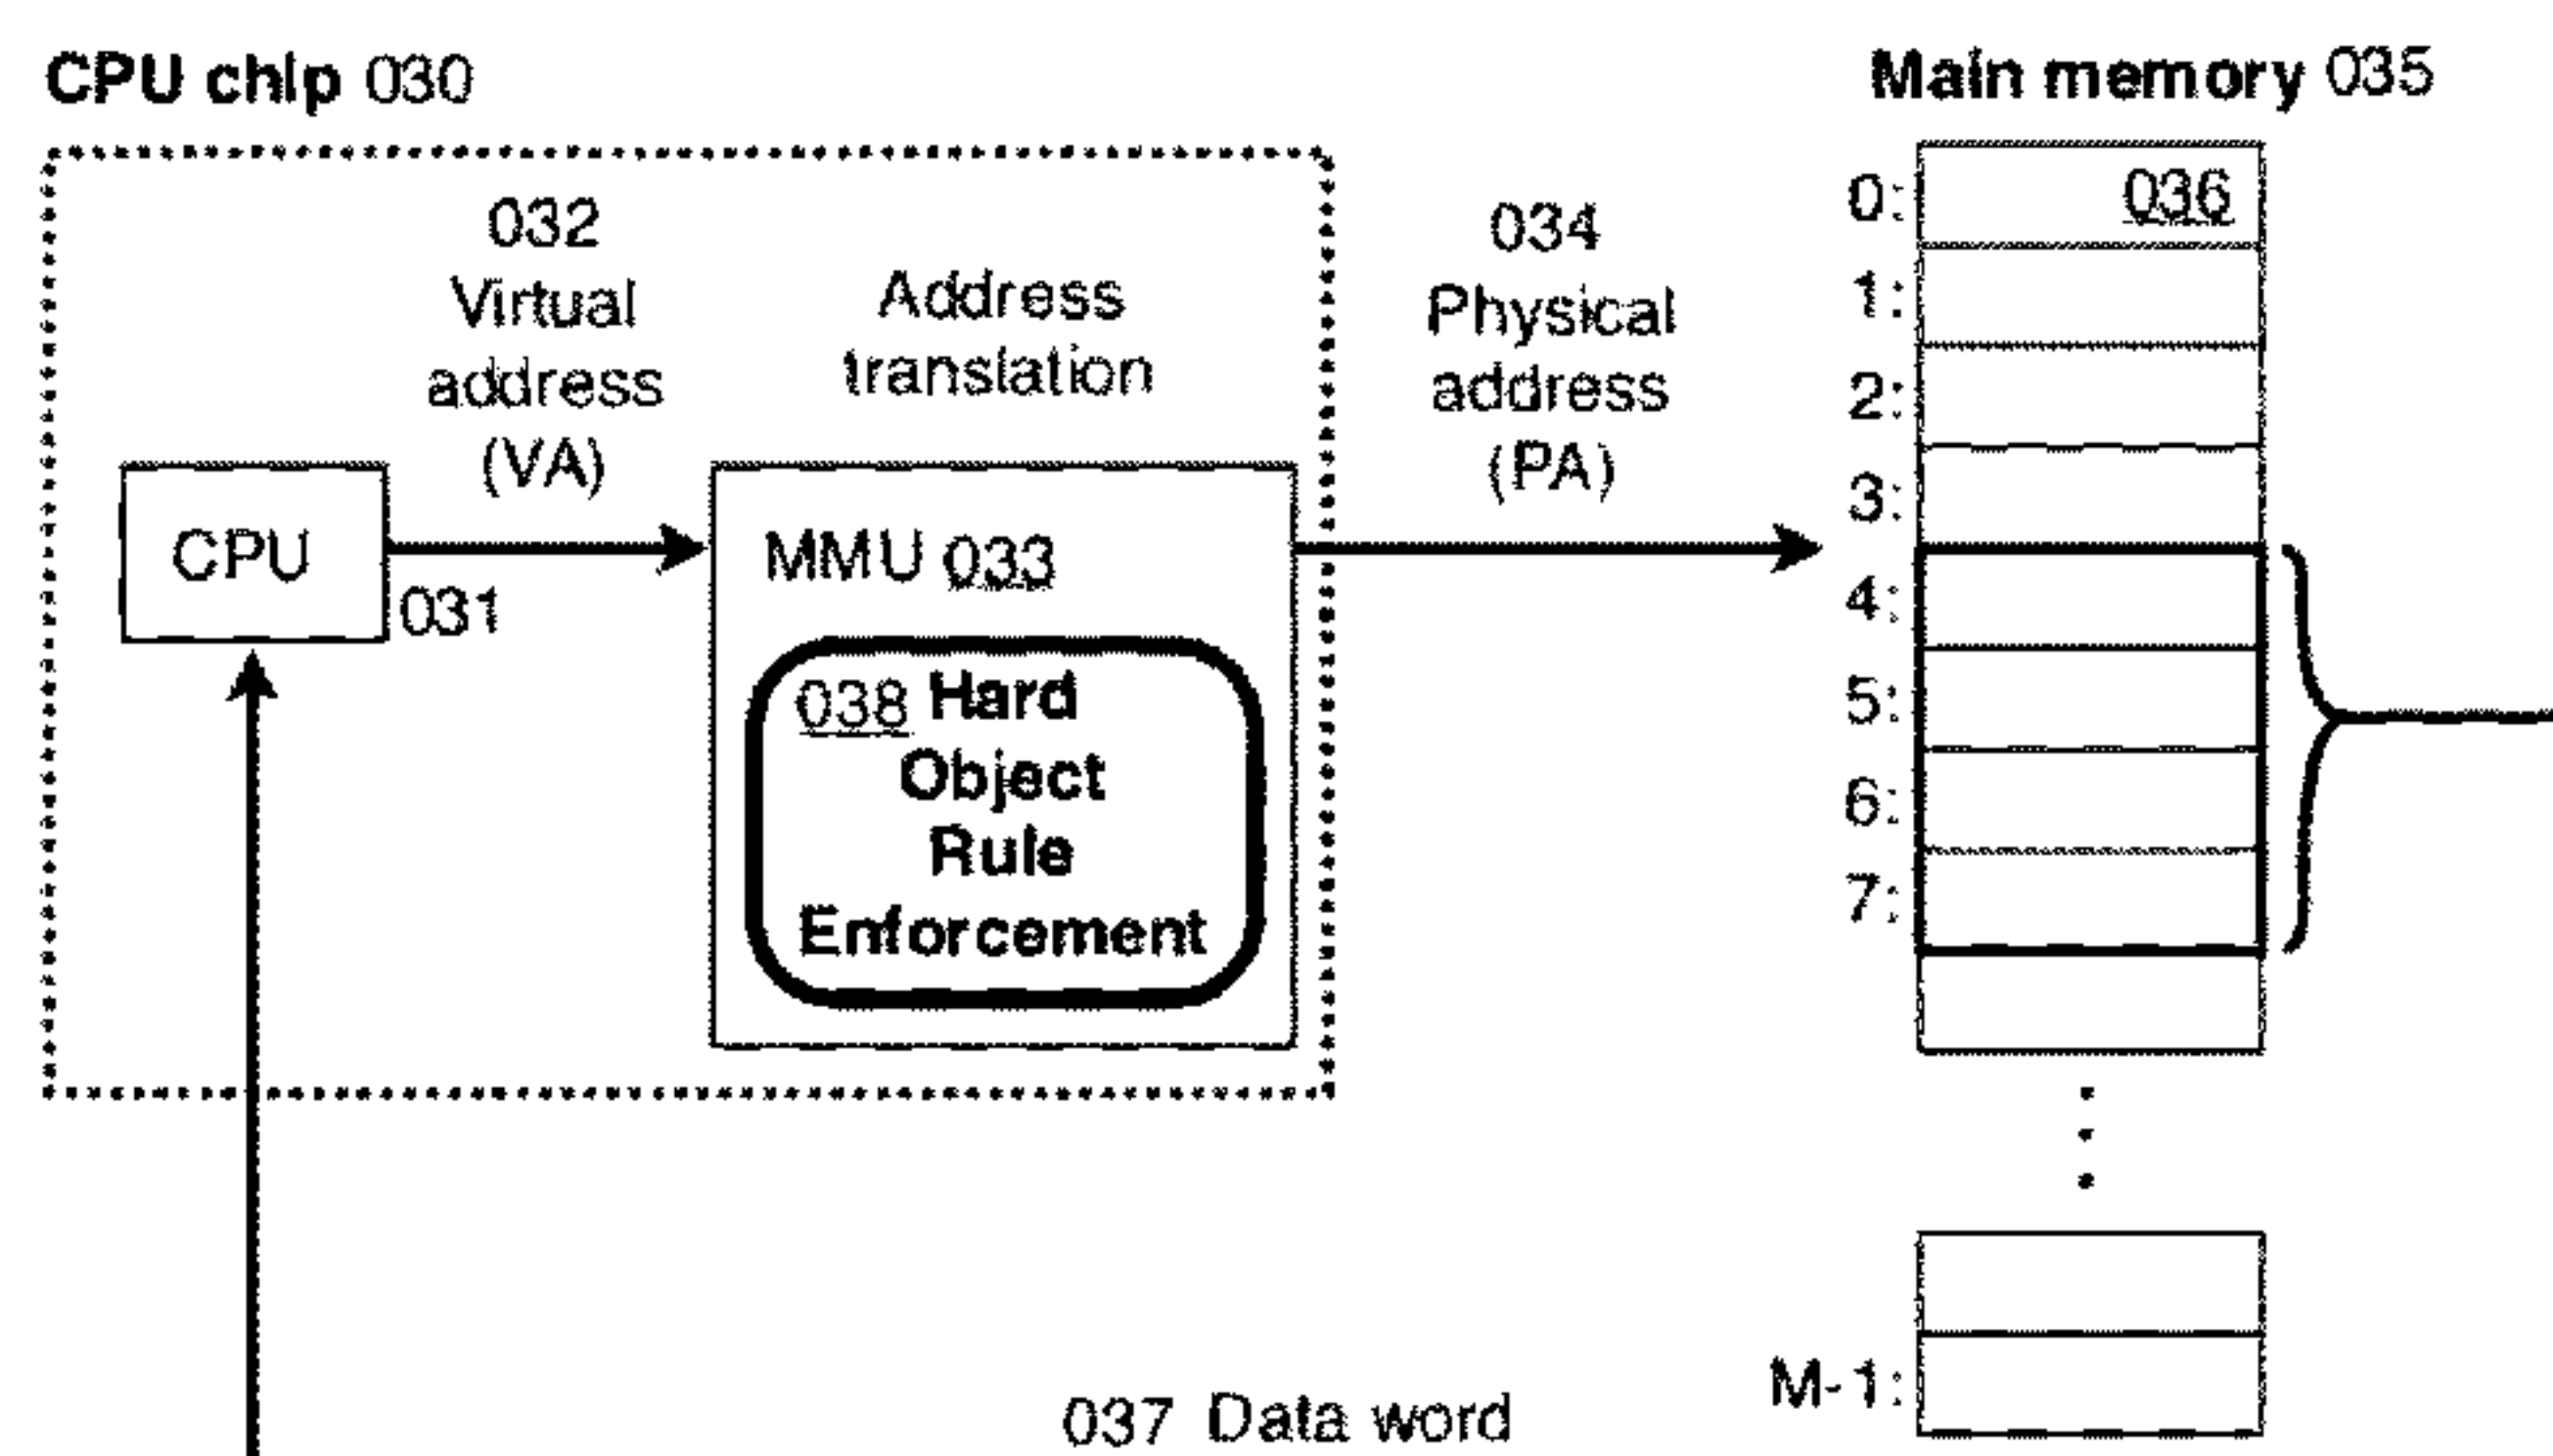 CPU chip 030
Main memory 035
032
Virtual
address
(VA)
Address
translation
034
Physical
address
(PA)
CPU
031
MMU 033
038 Hard
Object
Rule
Enforcement
0: 036
1:
2:
3:
4:
5:
6:
7:
M-1:
037 Data word